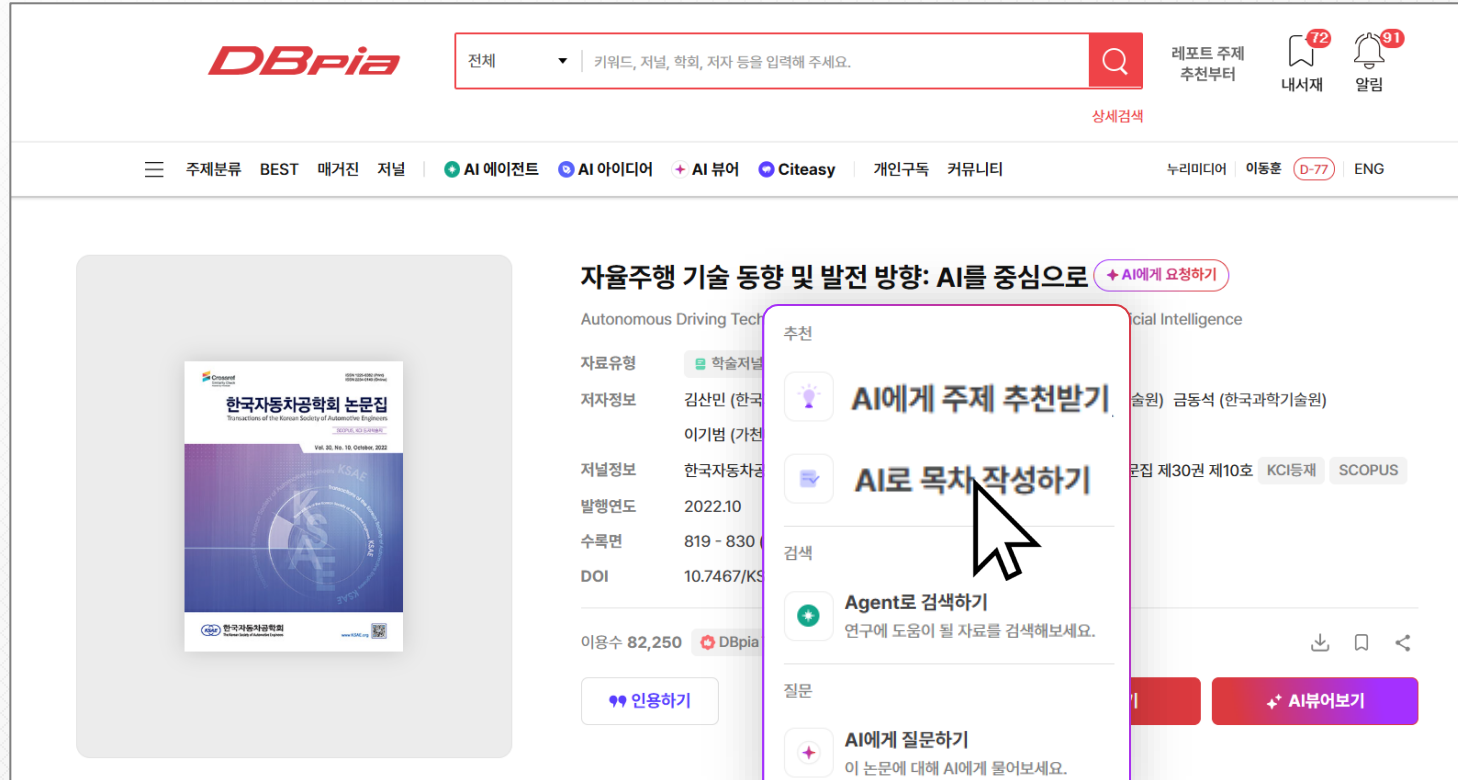 DBpia
전체
키워드, 저널, 학회, 저자 등을 입력해 주세요.
레포트 주제
추천부터
72
내서재
91
알림
상세검색
주제분류 BEST 매거진 저널 AI 에이전트 AI 아이디어 AI 뷰어 Citeasy 개인구독 커뮤니티 누리미디어 이동훈 D-77 ENG
자율주행 기술 동향 및 발전 방향: AI를 중심으로 AI에게 요청하기
Autonomous Driving Tech icial Intelligence
자료유형 학술저널
저자정보 김산민 (한국 술원) 금동석 (한국과학기술원)
이기범 (가천
저널정보 한국자동차공 문집 제30권 제10호 KCI등재 SCOPUS
발행연도 2022.10
수록면 819 - 830 (
DOI 10.7467/KS
이용수 82,250 DBpia
인용하기
기
AI뷰어보기
추천
AI에게 주제 추천받기
AI로 목차 작성하기
검색
Agent로 검색하기
연구에 도움이 될 자료를 검색해보세요.
질문
AI에게 질문하기
이 논문에 대해 AI에게 물어보세요.
Crossref
한국자동차공학회 논문집
Transactions of the Korean Society of Automotive Engineers
Vol. 30, No. 10, October, 2022
KSAE
KSAE
한국자동차공학회
www.KSAE.org